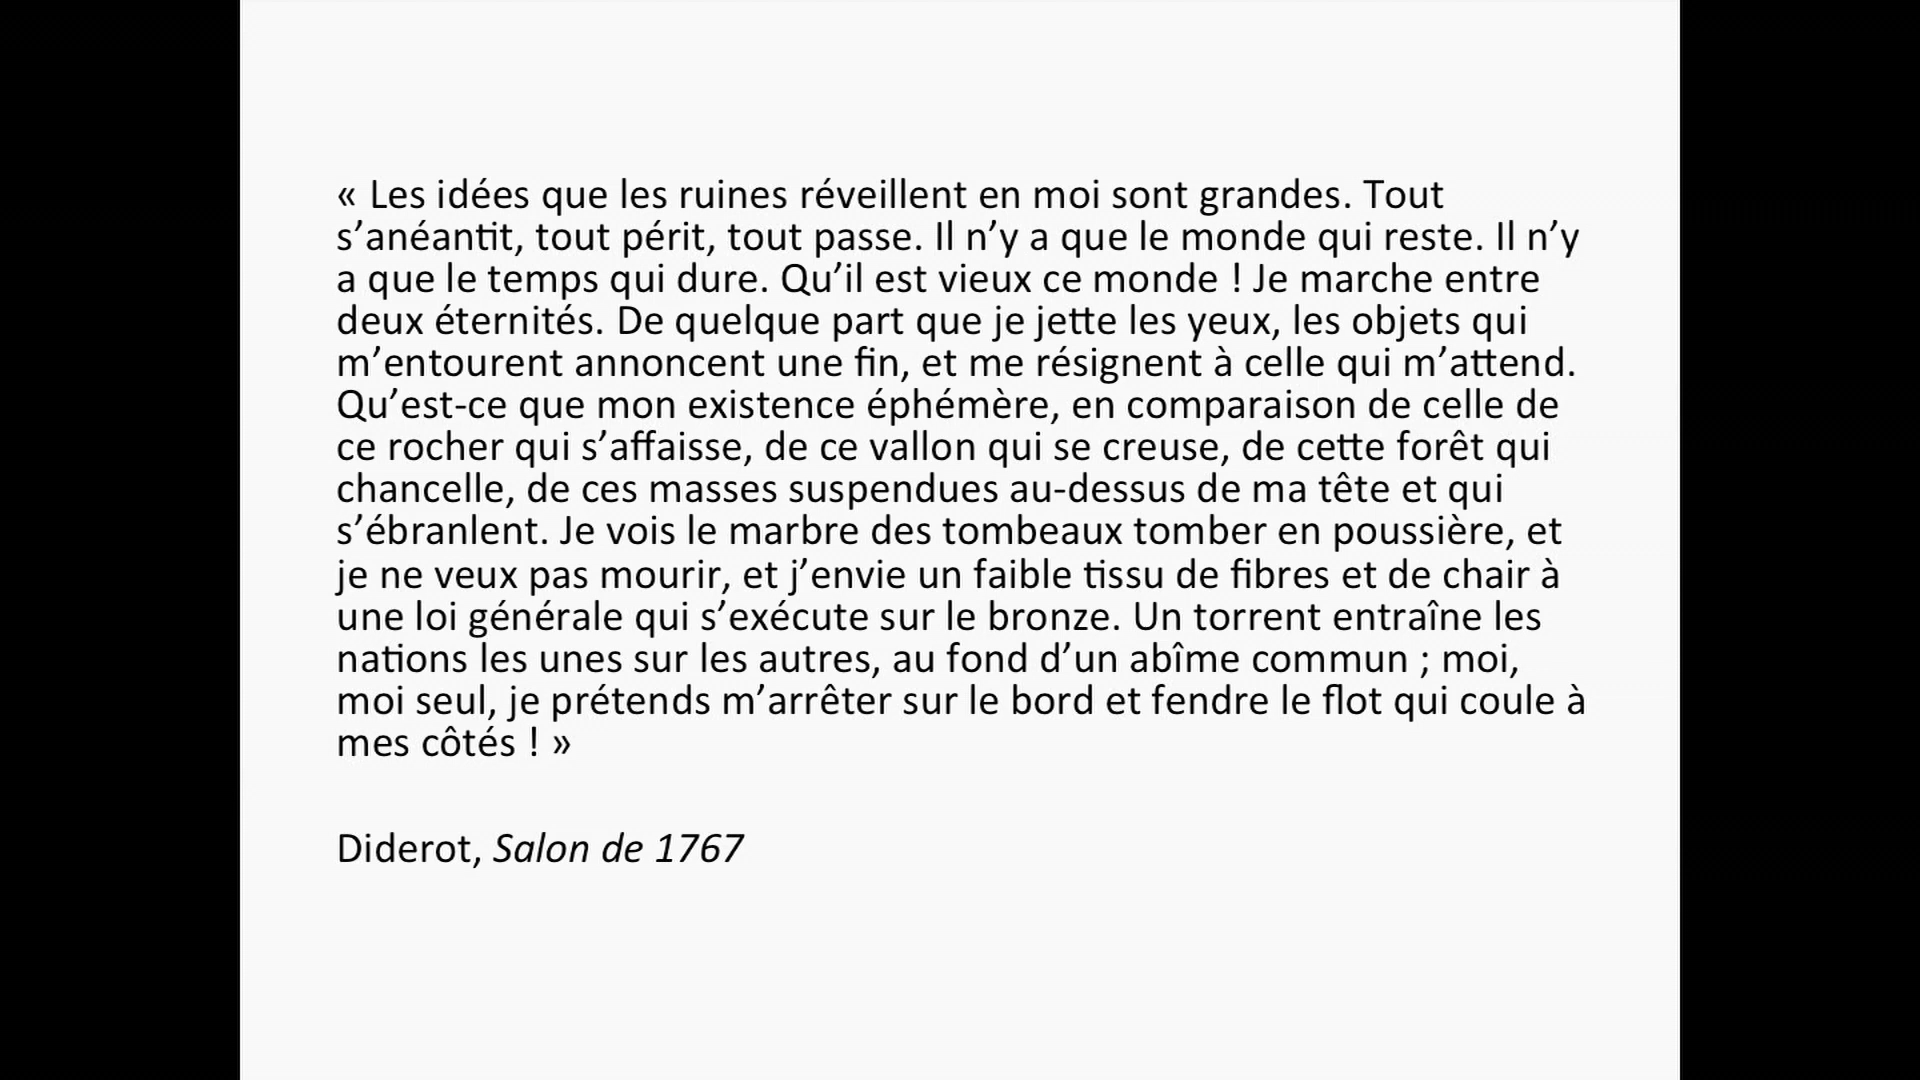 « Les idées que les ruines réveillent en moi sont grandes. Tout
s’anéantit, tout périt, tout passe. Il n’y a que le monde qui reste. Il n’y
a que le temps qui dure. Qu’il est vieux ce monde ! Je marche entre
deux éternités. De quelque part que je jette les yeux, les objets qui
m’entourent annoncent une fin, et me résignent à celle qui m’attend.
Qu’est-ce que mon existence éphémère, en comparaison de celle de
ce rocher qui s’affaisse, de ce vallon qui se creuse, de cette forêt qui
chancelle, de ces masses suspendues au-dessus de ma tête et qui
s’ébranlent. Je vois le marbre des tombeaux tomber en poussière, et
je ne veux pas mourir, et j’envie un faible tissu de fibres et de chair à
une loi générale qui s’exécute sur le bronze. Un torrent entraîne les
nations les unes sur les autres, au fond d’un abîme commun ; moi,
moi seul, je prétends m’arrêter sur le bord et fendre le flot qui coule à
mes côtés ! »
Diderot, Salon de 1767